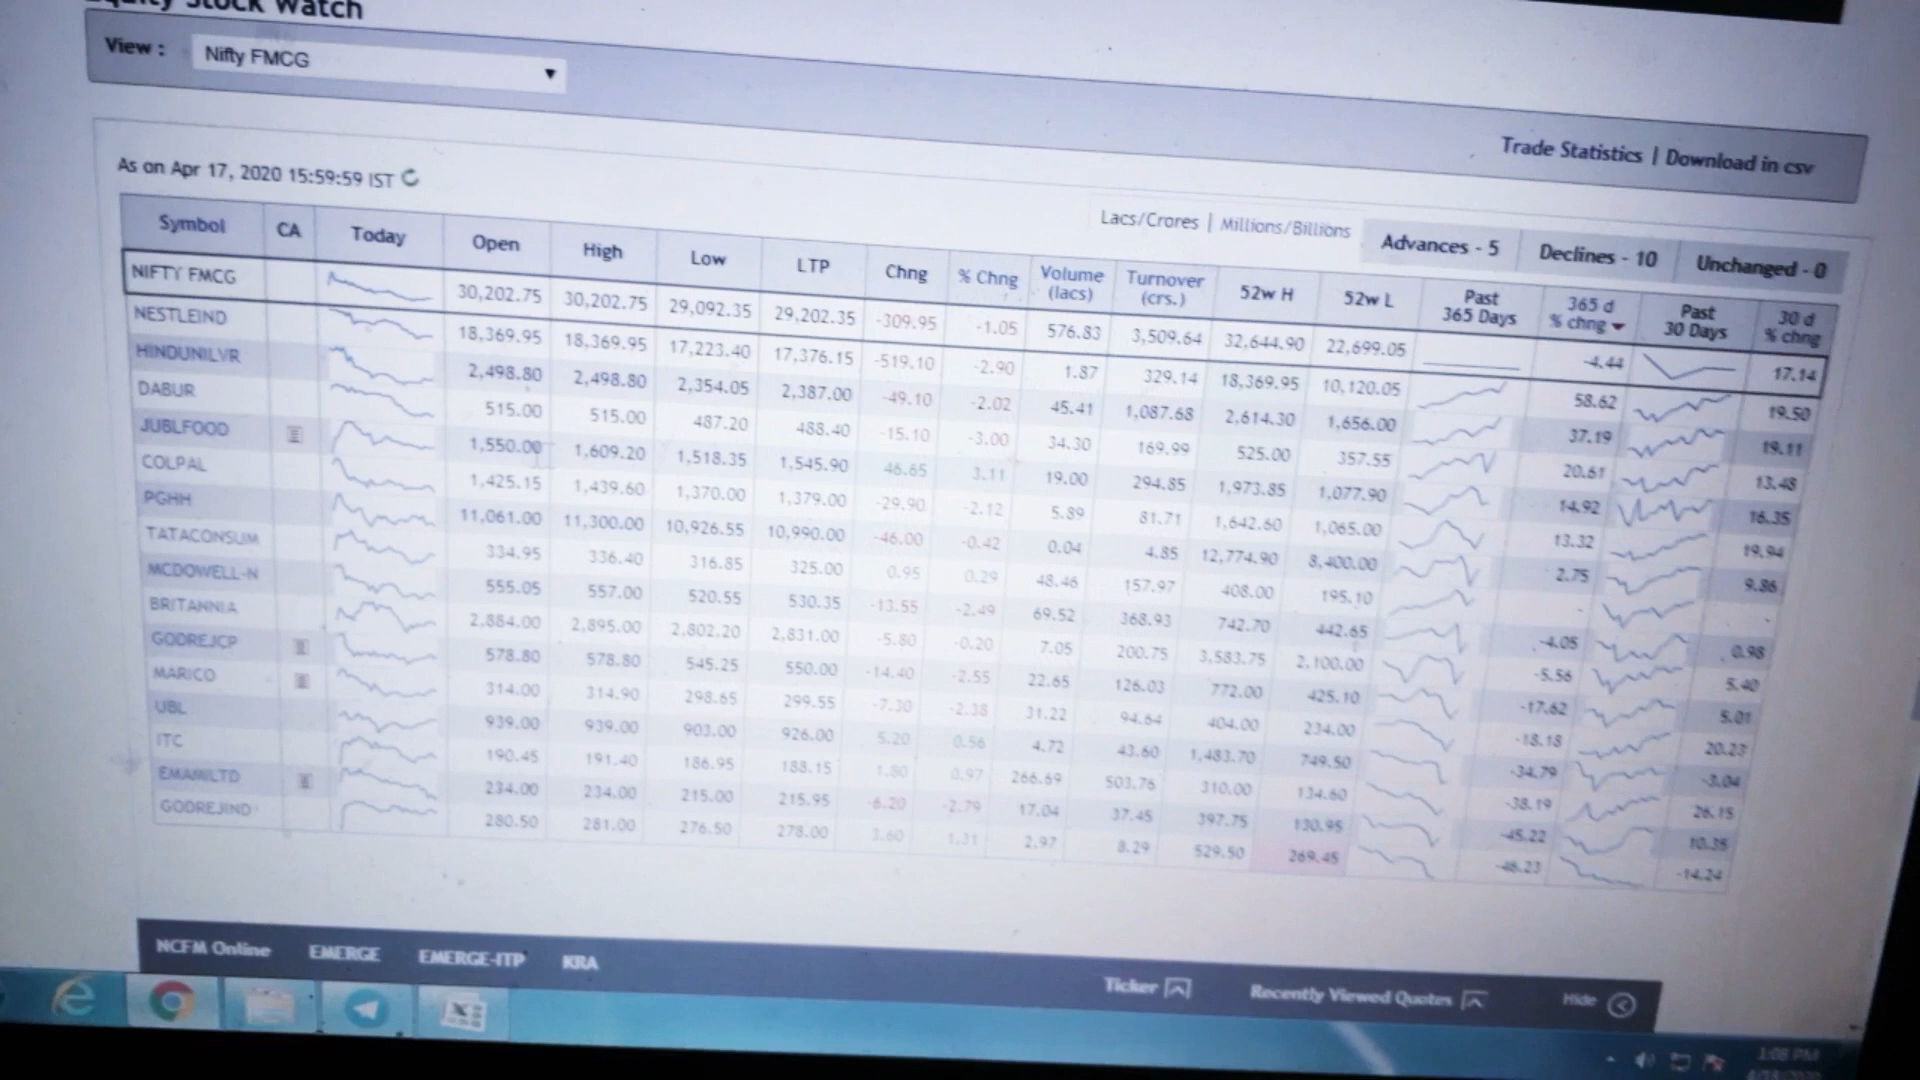 Equity Stock Watch
View : Nifty FMCG
Trade Statistics | Download in csv
As on Apr 17, 2020 15:59:59 IST
Lacs/Crores | Millions/Billions Advances - 5 Declines - 10 Unchanged - 0
Symbol CA Today Open High Low LTP Chng % Chng Volume (lacs) Turnover (crs.) 52w H 52w L Past 365 Days 365 d % chng Past 30 Days 30 d % chng
NIFTY FMCG 30,202.75 30,202.75 29,092.35 29,202.35 -309.95 -1.05 576.83 3,509.64 32,644.90 22,699.05 -4.44 17.14
NESTLEIND 18,369.95 18,369.95 17,223.40 17,376.15 -519.10 -2.90 1.87 329.14 18,369.95 10,120.05 58.62 19.50
HINDUNILVR 2,498.80 2,498.80 2,354.05 2,387.00 -49.10 -2.02 45.41 1,087.68 2,614.30 1,656.00 37.19 19.11
DABUR 515.00 515.00 487.20 488.40 -15.10 -3.00 34.30 169.99 525.00 357.55 20.61 13.48
JUBLFOOD 1,550.00 1,609.20 1,518.35 1,545.90 46.65 3.11 19.00 294.85 1,973.85 1,077.90 14.92 16.35
COLPAL 1,425.15 1,439.60 1,370.00 1,379.00 -29.90 -2.12 5.89 81.71 1,642.60 1,065.00 13.32 19.94
PGHH 11,061.00 11,300.00 10,926.55 10,990.00 -46.00 -0.42 0.04 4.85 12,774.90 8,400.00 2.75 9.86
TATACONSUM 334.95 336.40 316.85 325.00 0.95 0.29 48.46 157.97 408.00 195.10 - -
MCDOWELL-N 555.05 557.00 520.55 530.35 -13.55 -2.49 69.52 368.93 742.70 442.65 -4.05 0.98
BRITANNIA 2,884.00 2,895.00 2,802.20 2,831.00 -5.80 -0.20 7.05 200.75 3,583.75 2,100.00 -5.56 5.40
GODREJCP 578.80 578.80 545.25 550.00 -14.40 -2.55 22.65 126.03 772.00 425.10 -17.62 5.01
MARICO 314.00 314.90 298.65 299.55 -7.30 -2.38 31.22 94.64 404.00 234.00 -18.18 20.23
UBL 939.00 939.00 903.00 926.00 5.20 0.56 4.72 43.60 1,483.70 749.50 -34.79 -3.04
ITC 190.45 191.40 186.95 188.15 1.80 0.97 266.69 503.76 310.00 134.60 -38.19 26.15
EMAMILTD 234.00 234.00 215.00 215.95 -6.20 -2.79 17.04 37.45 397.75 130.95 -45.22 10.35
GODREJIND 280.50 281.00 276.50 278.00 3.60 1.31 2.97 8.29 529.50 269.45 -46.23 -14.24
NCFM Online EMERGE EMERGE-ITP KRA
Ticker Recently Viewed Quotes Hide
1:08 PM